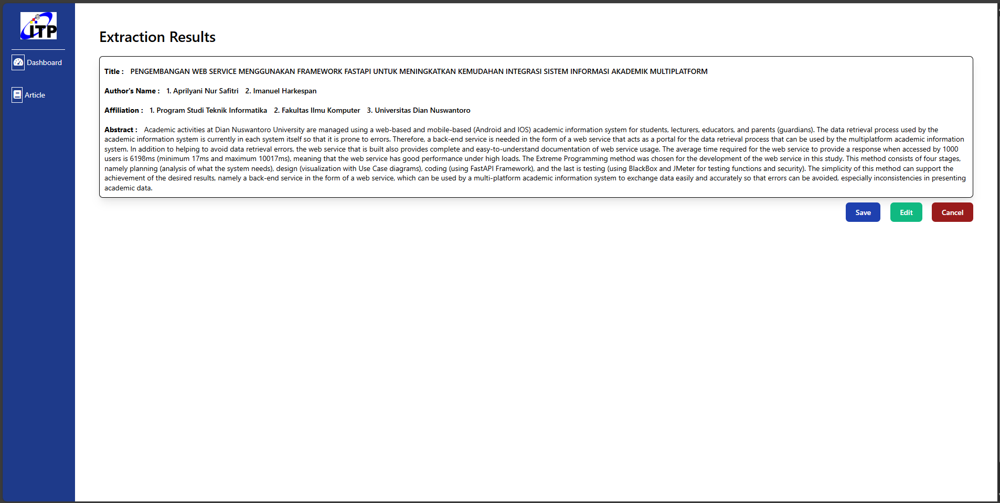 ITP
Dashboard
Article
Extraction Results
Title : PENGEMBANGAN WEB SERVICE MENGGUNAKAN FRAMEWORK FASTAPI UNTUK MENINGKATKAN KEMUDAHAN INTEGRASI SISTEM INFORMASI AKADEMIK MULTIPLATFORM
Author's Name : 1. Aprilyani Nur Safitri 2. Imanuel Harkespan
Affiliation : 1. Program Studi Teknik Informatika 2. Fakultas Ilmu Komputer 3. Universitas Dian Nuswantoro
Abstract : Academic activities at Dian Nuswantoro University are managed using a web-based and mobile-based (Android and IOS) academic information system for students, lecturers, educators, and parents (guardians). The data retrieval process used by the
academic information system is currently in each system itself so that it is prone to errors. Therefore, a back-end service is needed in the form of a web service that acts as a portal for the data retrieval process that can be used by the multiplatform academic information
system. In addition to helping to avoid data retrieval errors, the web service that is built also provides complete and easy-to-understand documentation of web service usage. The average time required for the web service to provide a response when accessed by 1000
users is 6198ms (minimum 17ms and maximum 10017ms), meaning that the web service has good performance under high loads. The Extreme Programming method was chosen for the development of the web service in this study. This method consists of four stages,
namely planning (analysis of what the system needs), design (visualization with Use Case diagrams), coding (using FastAPI Framework), and the last is testing (using BlackBox and JMeter for testing functions and security). The simplicity of this method can support the
achievement of the desired results, namely a back-end service in the form of a web service, which can be used by a multi-platform academic information system to exchange data easily and accurately so that errors can be avoided, especially inconsistencies in presenting
academic data.
Save Edit Cancel